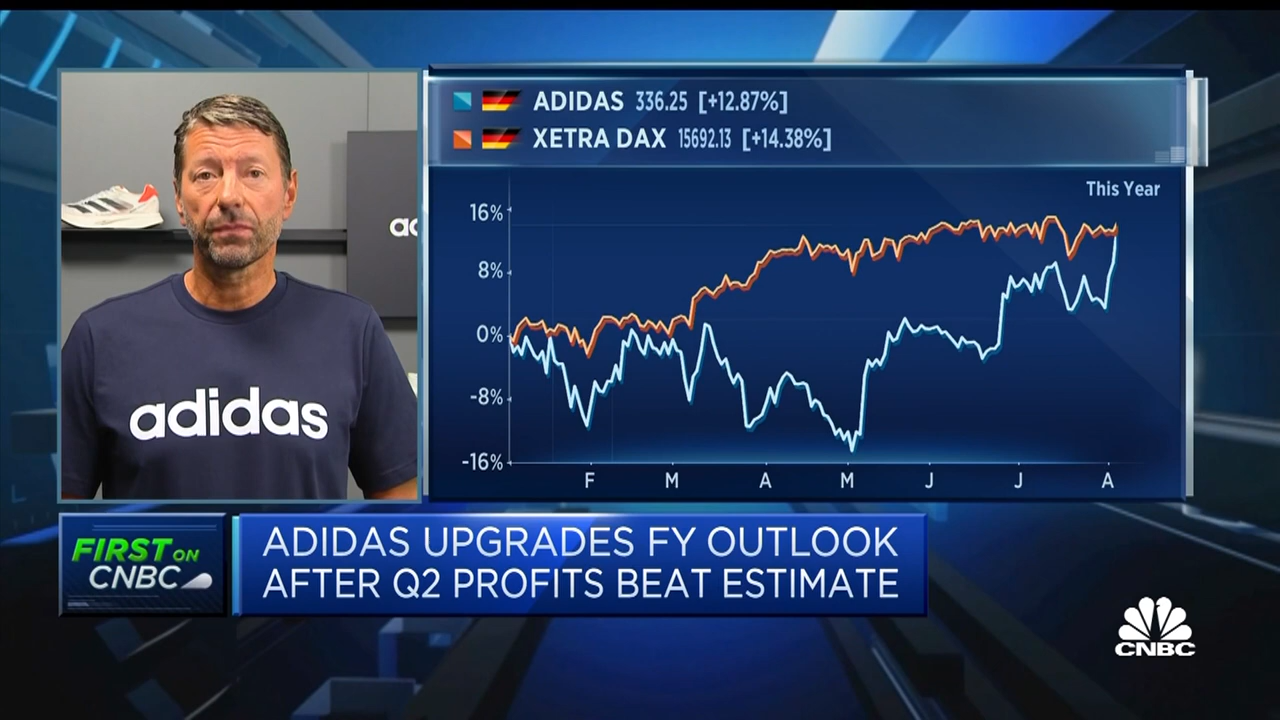 ADIDAS 336.25 [+12.87%]
XETRA DAX 15692.13 [+14.38%]
This Year
16%
8%
0%
-8%
-16%
F M A M J J A
ad
adidas
FIRST ON
CNBC
ADIDAS UPGRADES FY OUTLOOK
AFTER Q2 PROFITS BEAT ESTIMATE
CNBC